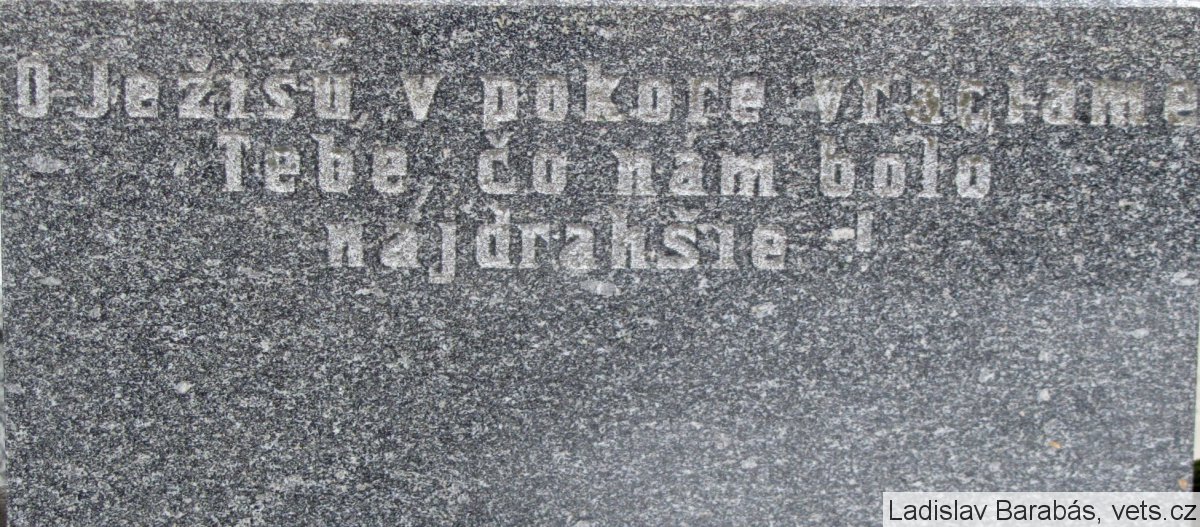 O Ježišu, v pokore vraciame
Tebe, čo nám bolo
najdrahšie -!
Ladislav Barabás, vets.cz